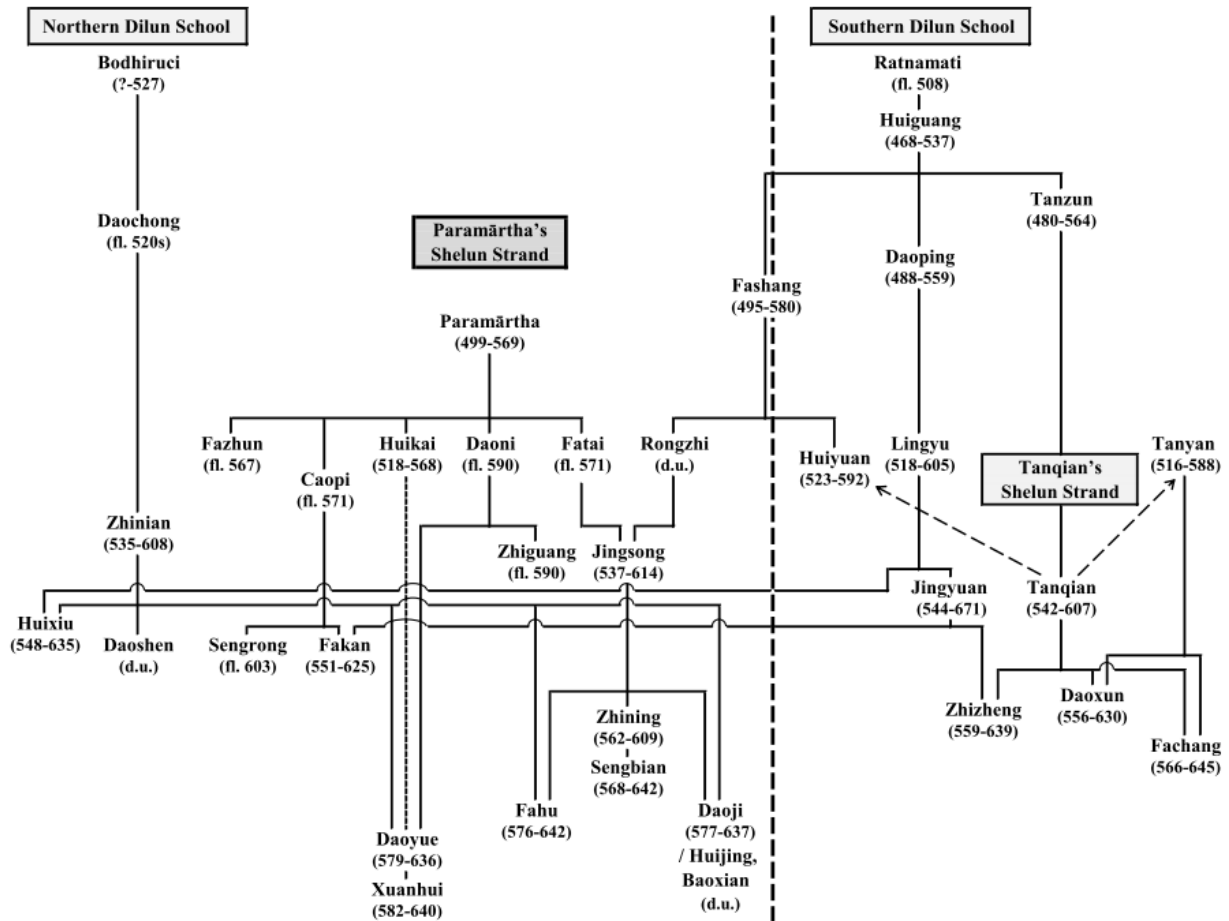 Northern Dilun School
Southern Dilun School
Bodhiruci
(?-527)
Ratnamati
(fl. 508)
Huiguang
(468-537)
Daochong
(fl. 520s)
Paramārtha's
Shelun Strand
Tanzun
(480-564)
Daoping
(488-559)
Fashang
(495-580)
Paramārtha
(499-569)
Fazhun
(fl. 567)
Caopi
(fl. 571)
Huikai
(518-568)
Daoni
(fl. 590)
Fatai
(fl. 571)
Rongzhi
(d.u.)
Huiyuan
(523-592)
Lingyu
(518-605)
Tanqian's
Shelun Strand
Tanyan
(516-588)
Zhinian
(535-608)
Zhiguang
(fl. 590)
Jingsong
(537-614)
Jingyuan
(544-671)
Tanqian
(542-607)
Huixiu
(548-635)
Daoshen
(d.u.)
Sengrong
(fl. 603)
Fakan
(551-625)
Zhizheng
(559-639)
Daoxun
(556-630)
Fachang
(566-645)
Zhining
(562-609)
Sengbian
(568-642)
Daoyue
(579-636)
Xuanhui
(582-640)
Fahu
(576-642)
Daoji
(577-637)
/ Huijing,
Baoxian
(d.u.)